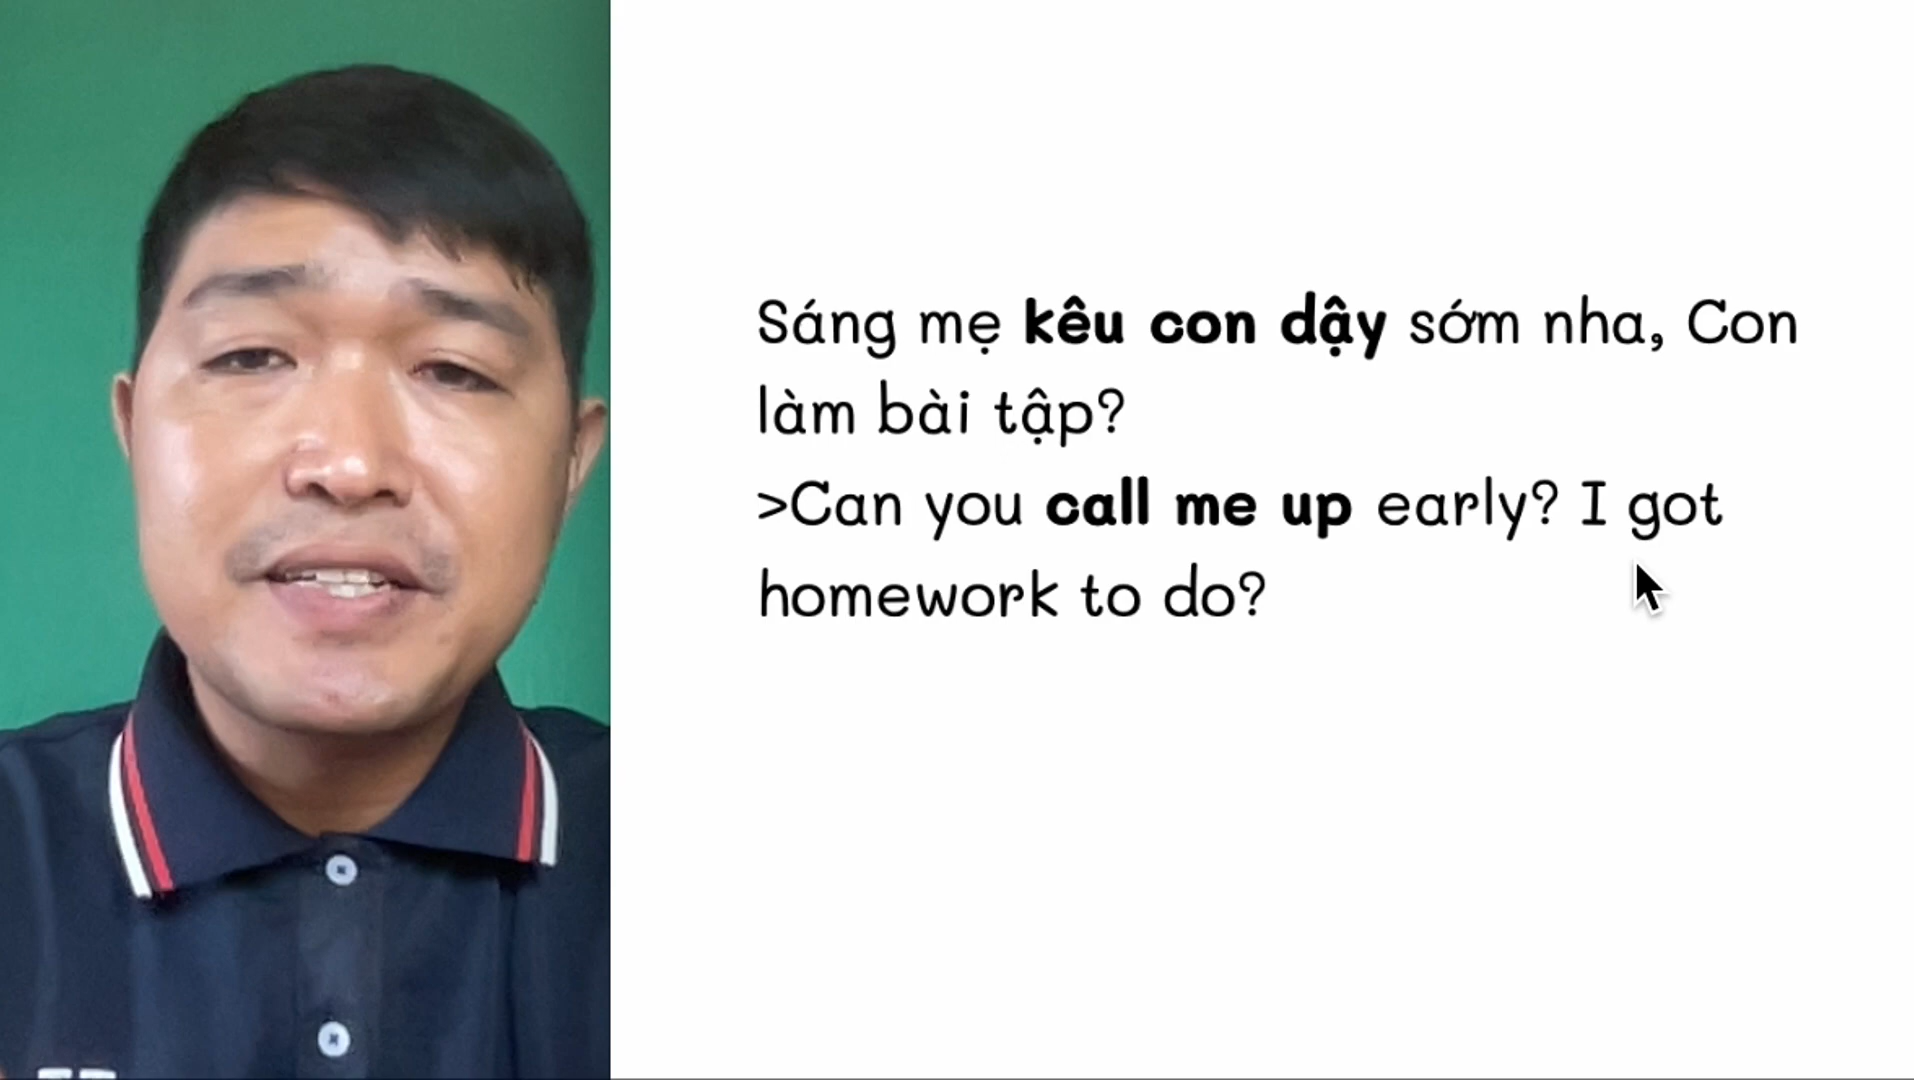 Sáng mẹ kêu con dậy sớm nha, Con
làm bài tập?
>Can you call me up early? I got
homework to do?